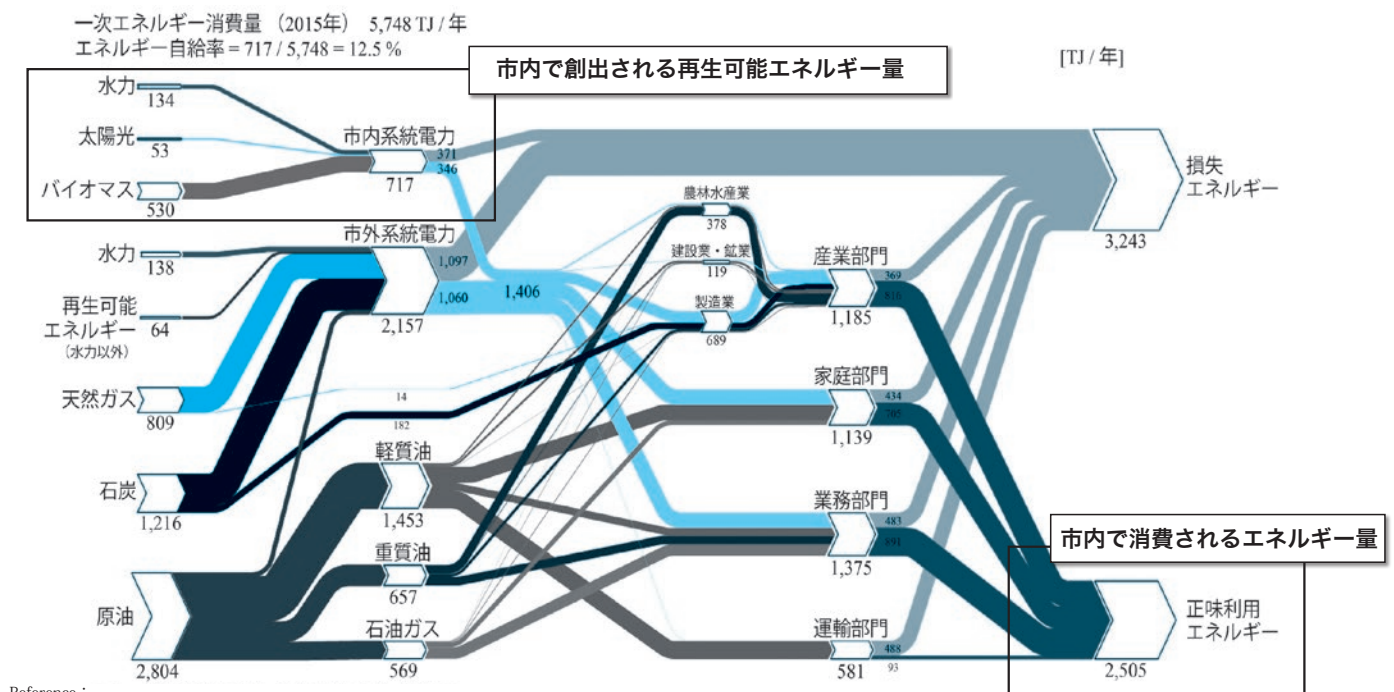 一次エネルギー消費量 （2015年） 5,748 TJ / 年
エネルギー自給率 = 717 / 5,748 = 12.5 %
市内で創出される再生可能エネルギー量
[TJ / 年]
水力
134
太陽光
53
バイオマス
530
市内系統電力
371
346
717
水力
138
再生可能
エネルギー
(水力以外)
64
天然ガス
809
石炭
1,216
原油
2,804
市外系統電力
1,097
1,060
2,157
1,406
14
182
軽質油
1,453
重質油
657
石油ガス
569
農林水産業
378
建設業・鉱業
119
製造業
689
産業部門
369
816
1,185
家庭部門
434
705
1,139
業務部門
483
891
1,375
運輸部門
488
93
581
損失
エネルギー
3,243
市内で消費されるエネルギー量
正味利用
エネルギー
2,505
Reference :